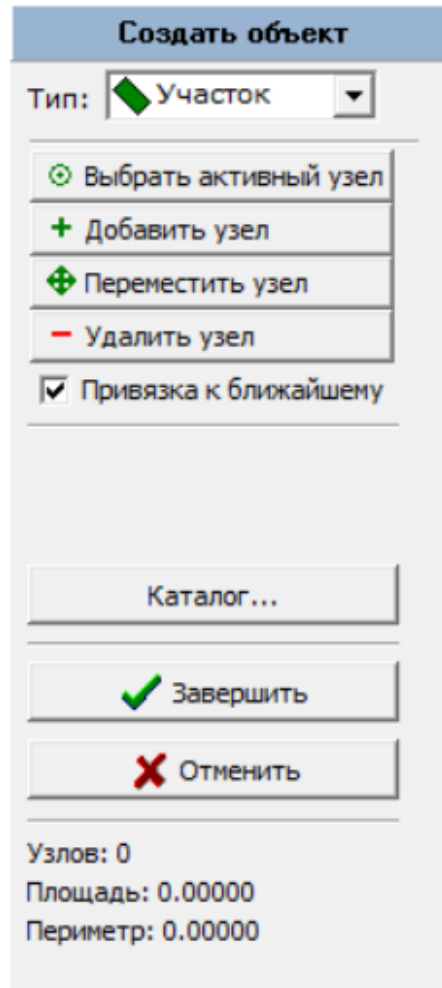 Создать объект
Тип: Участок
Выбрать активный узел
Добавить узел
Переместить узел
Удалить узел
Привязка к ближайшему
Каталог...
Завершить
Отменить
Узлов: 0
Площадь: 0.00000
Периметр: 0.00000